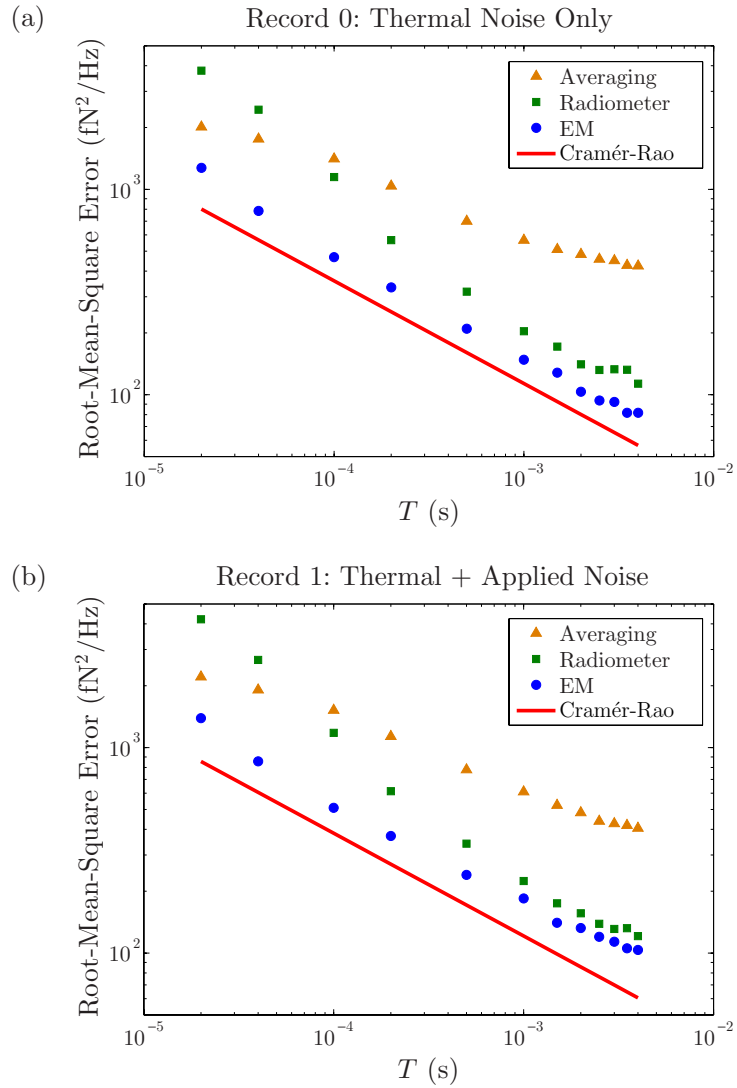 (a)
Record 0: Thermal Noise Only
Root-Mean-Square Error (fN²/Hz)
10³
10²
Averaging
Radiometer
EM
Cramér-Rao
10⁻⁵ 10⁻⁴ 10⁻³ 10⁻²
T (s)
(b)
Record 1: Thermal + Applied Noise
Root-Mean-Square Error (fN²/Hz)
10³
10²
Averaging
Radiometer
EM
Cramér-Rao
10⁻⁵ 10⁻⁴ 10⁻³ 10⁻²
T (s)